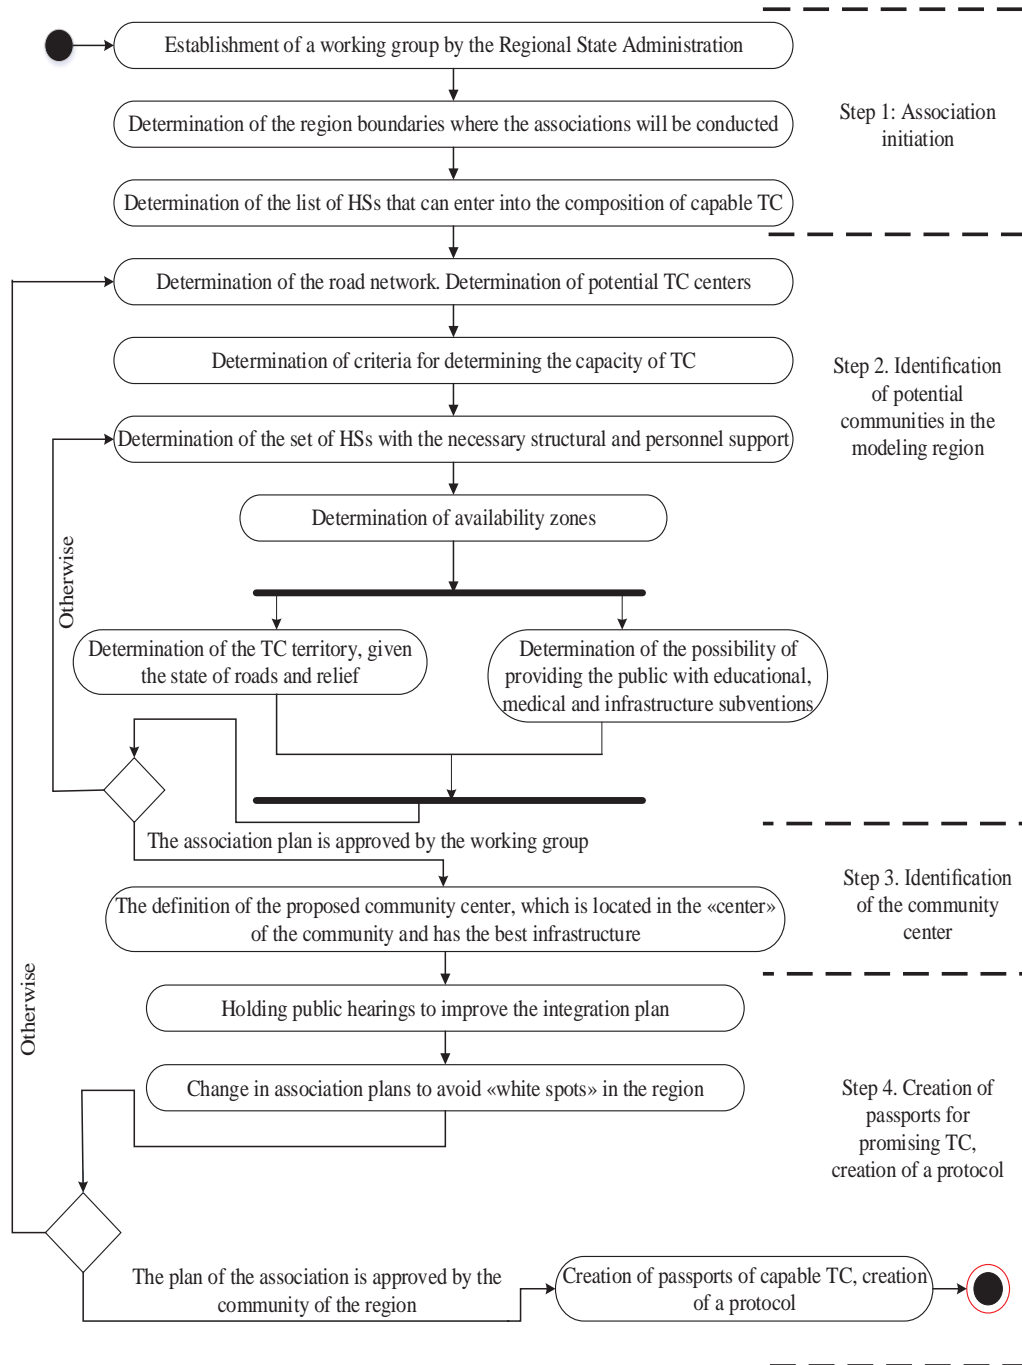 Establishment of a working group by the Regional State Administration
Determination of the region boundaries where the associations will be conducted
Step 1: Association
initiation
Determination of the list of HSs that can enter into the composition of capable TC
Determination of the road network. Determination of potential TC centers
Determination of criteria for determining the capacity of TC
Step 2. Identification
of potential
communities in the
modeling region
Determination of the set of HSs with the necessary structural and personnel support
Determination of availability zones
Otherwise
Determination of the TC territory, given
the state of roads and relief
Determination of the possibility of
providing the public with educational,
medical and infrastructure subventions
The association plan is approved by the working group
Step 3. Identification
of the community
center
The definition of the proposed community center, which is located in the «center»
of the community and has the best infrastructure
Otherwise
Holding public hearings to improve the integration plan
Change in association plans to avoid «white spots» in the region
Step 4. Creation of
passports for
promising TC,
creation of a protocol
The plan of the association is approved by the
community of the region
Creation of passports of capable TC, creation
of a protocol